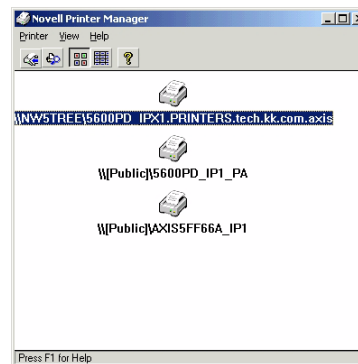 Novell Printer Manager
Printer View Help
\\NW5TREE\5600PD_IPX1.PRINTERS.tech.kk.com.axis
\\[Public]\5600PD_IP1_PA
\\[Public]\AXIS5FF66A_IP1
Press F1 for Help